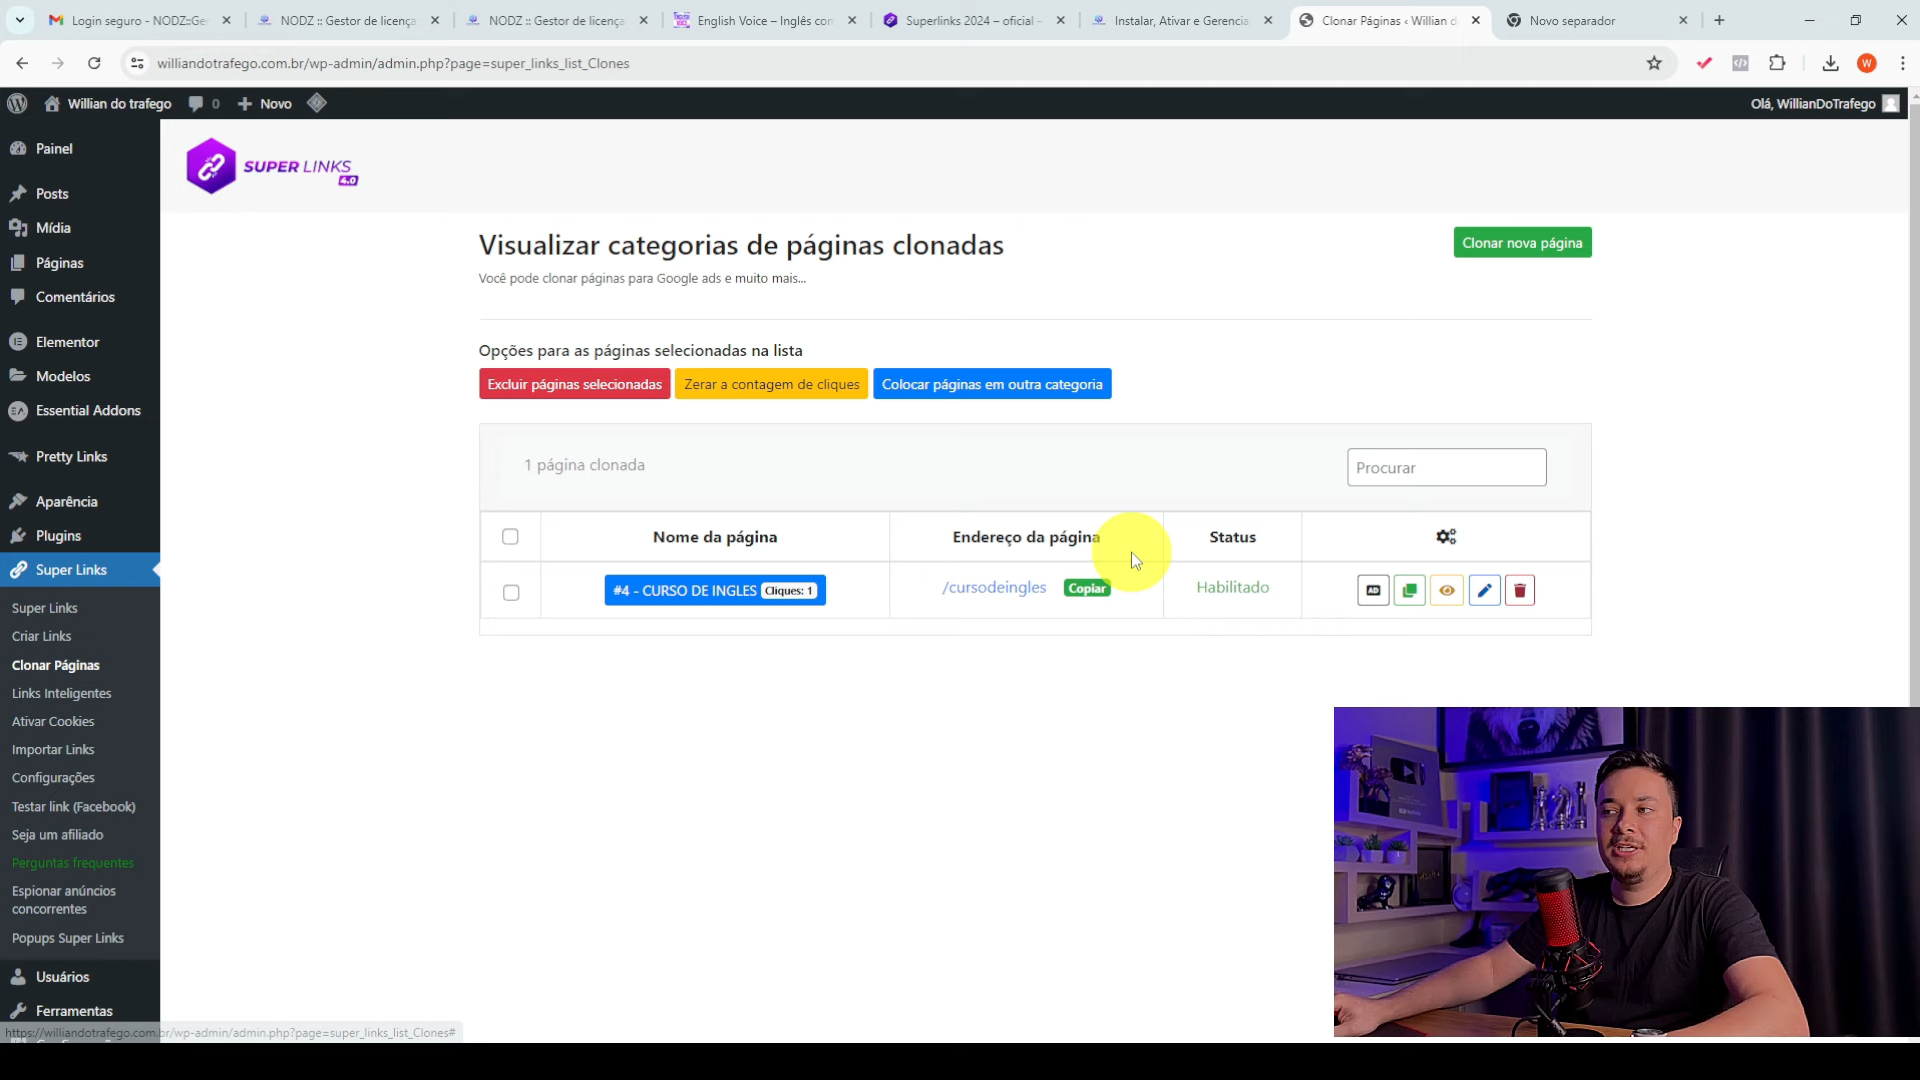 Login seguro - NODZ::Ge
NODZ :: Gestor de licença
NODZ :: Gestor de licença
English Voice – Inglês con
Superlinks 2024 – oficial -
Instalar, Ativar e Gerencia
Clonar Páginas ‹ Willian d
Novo separador
williandotrafego.com.br/wp-admin/admin.php?page=super_links_list_Clones
W
Willian do trafego
0
Novo
Olá, WillianDoTrafego
Painel
Posts
Mídia
Páginas
Comentários
Elementor
Modelos
Essential Addons
Pretty Links
Aparência
Plugins
Super Links
Super Links
Criar Links
Clonar Páginas
Links Inteligentes
Ativar Cookies
Importar Links
Configurações
Testar link (Facebook)
Seja um afiliado
Perguntas frequentes
Espionar anúncios
concorrentes
Popups Super Links
Usuários
Ferramentas
https://williandotrafego.com.br/wp-admin/admin.php?page=super_links_list_Clones#
SUPER LINKS
4.0
Visualizar categorias de páginas clonadas
Clonar nova página
Você pode clonar páginas para Google ads e muito mais...
Opções para as páginas selecionadas na lista
Excluir páginas selecionadas
Zerar a contagem de cliques
Colocar páginas em outra categoria
1 página clonada
Procurar
Nome da página
Endereço da página
Status
#4 - CURSO DE INGLES Cliques: 1
/cursodeingles
Copiar
Habilitado
AD